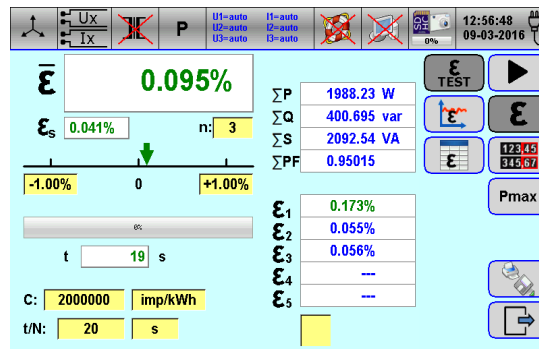 Ux
Ix
P
U1=auto
U2=auto
U3=auto
I1=auto
I2=auto
I3=auto
SD
HC
0%
12:56:48
09-03-2016
ε 0.095%
εs 0.041% n: 3
-1.00% 0 +1.00%
0%
t 19 s
C: 2000000 imp/kWh
t/N: 20 s
∑P 1988.23 W
∑Q 400.695 var
∑S 2092.54 VA
∑PF 0.95015
ε1 0.173%
ε2 0.055%
ε3 0.056%
ε4 ---
ε5 ---
ε
TEST
ε
ε
ε
123,45
345,67
Pmax